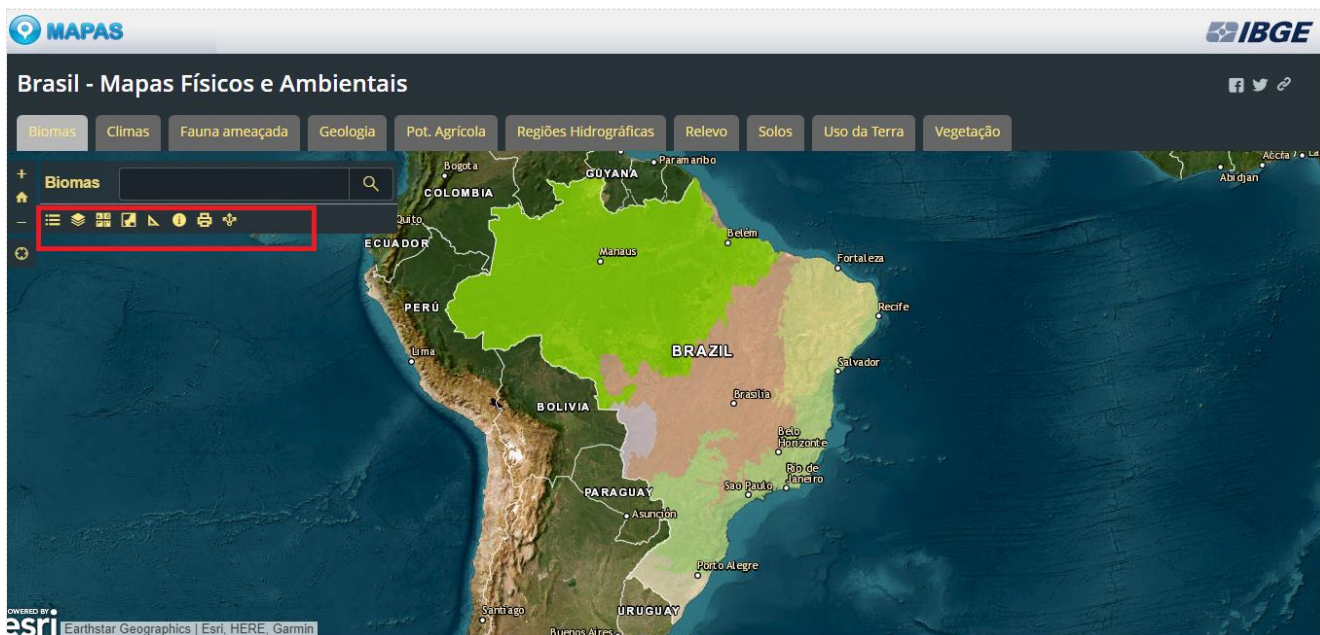 MAPAS
IBGE
Brasil - Mapas Físicos e Ambientais
Biomas Climas Fauna ameaçada Geologia Pot. Agrícola Regiões Hidrográficas Relevo Solos Uso da Terra Vegetação
Biomas
Bogota
Paramaribo
GUYANA
Accra
Abidjan
COLOMBIA
Quito
ECUADOR
Belém
Manaus
Fortaleza
PERÚ
Recife
Lima
BRAZIL
Salvador
Brasília
BOLIVIA
Belo
Horizonte
Rio de
Janeiro
Sao Paulo
PARAGUAY
Asunción
Porto Alegre
Santiago
URUGUAY
Buenos Aires
POWERED BY
esri
Earthstar Geographics | Esri, HERE, Garmin